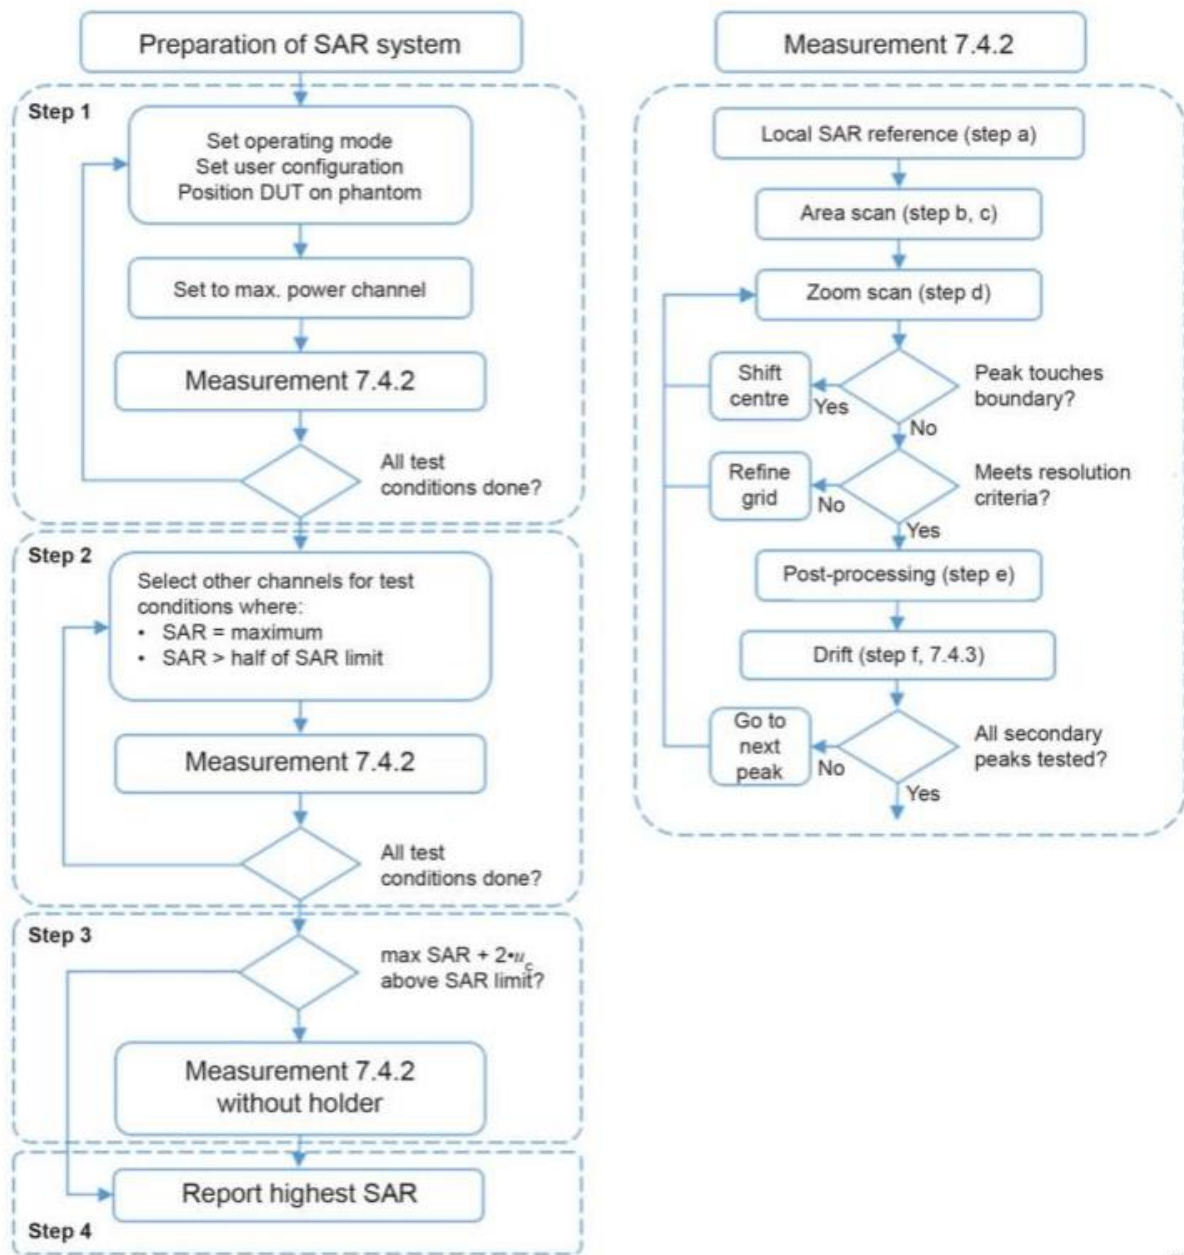 Preparation of SAR system
Step 1
Set operating mode
Set user configuration
Position DUT on phantom
Set to max. power channel
Measurement 7.4.2
All test
conditions done?
Step 2
Select other channels for test
conditions where:
• SAR = maximum
• SAR > half of SAR limit
Measurement 7.4.2
All test
conditions done?
Step 3
max SAR + 2•u_c
above SAR limit?
Measurement 7.4.2
without holder
Report highest SAR
Step 4
Measurement 7.4.2
Local SAR reference (step a)
Area scan (step b, c)
Zoom scan (step d)
Shift
centre
Yes
Peak touches
boundary?
No
Refine
grid
No
Meets resolution
criteria?
Yes
Post-processing (step e)
Drift (step f, 7.4.3)
Go to
next
peak
No
All secondary
peaks tested?
Yes